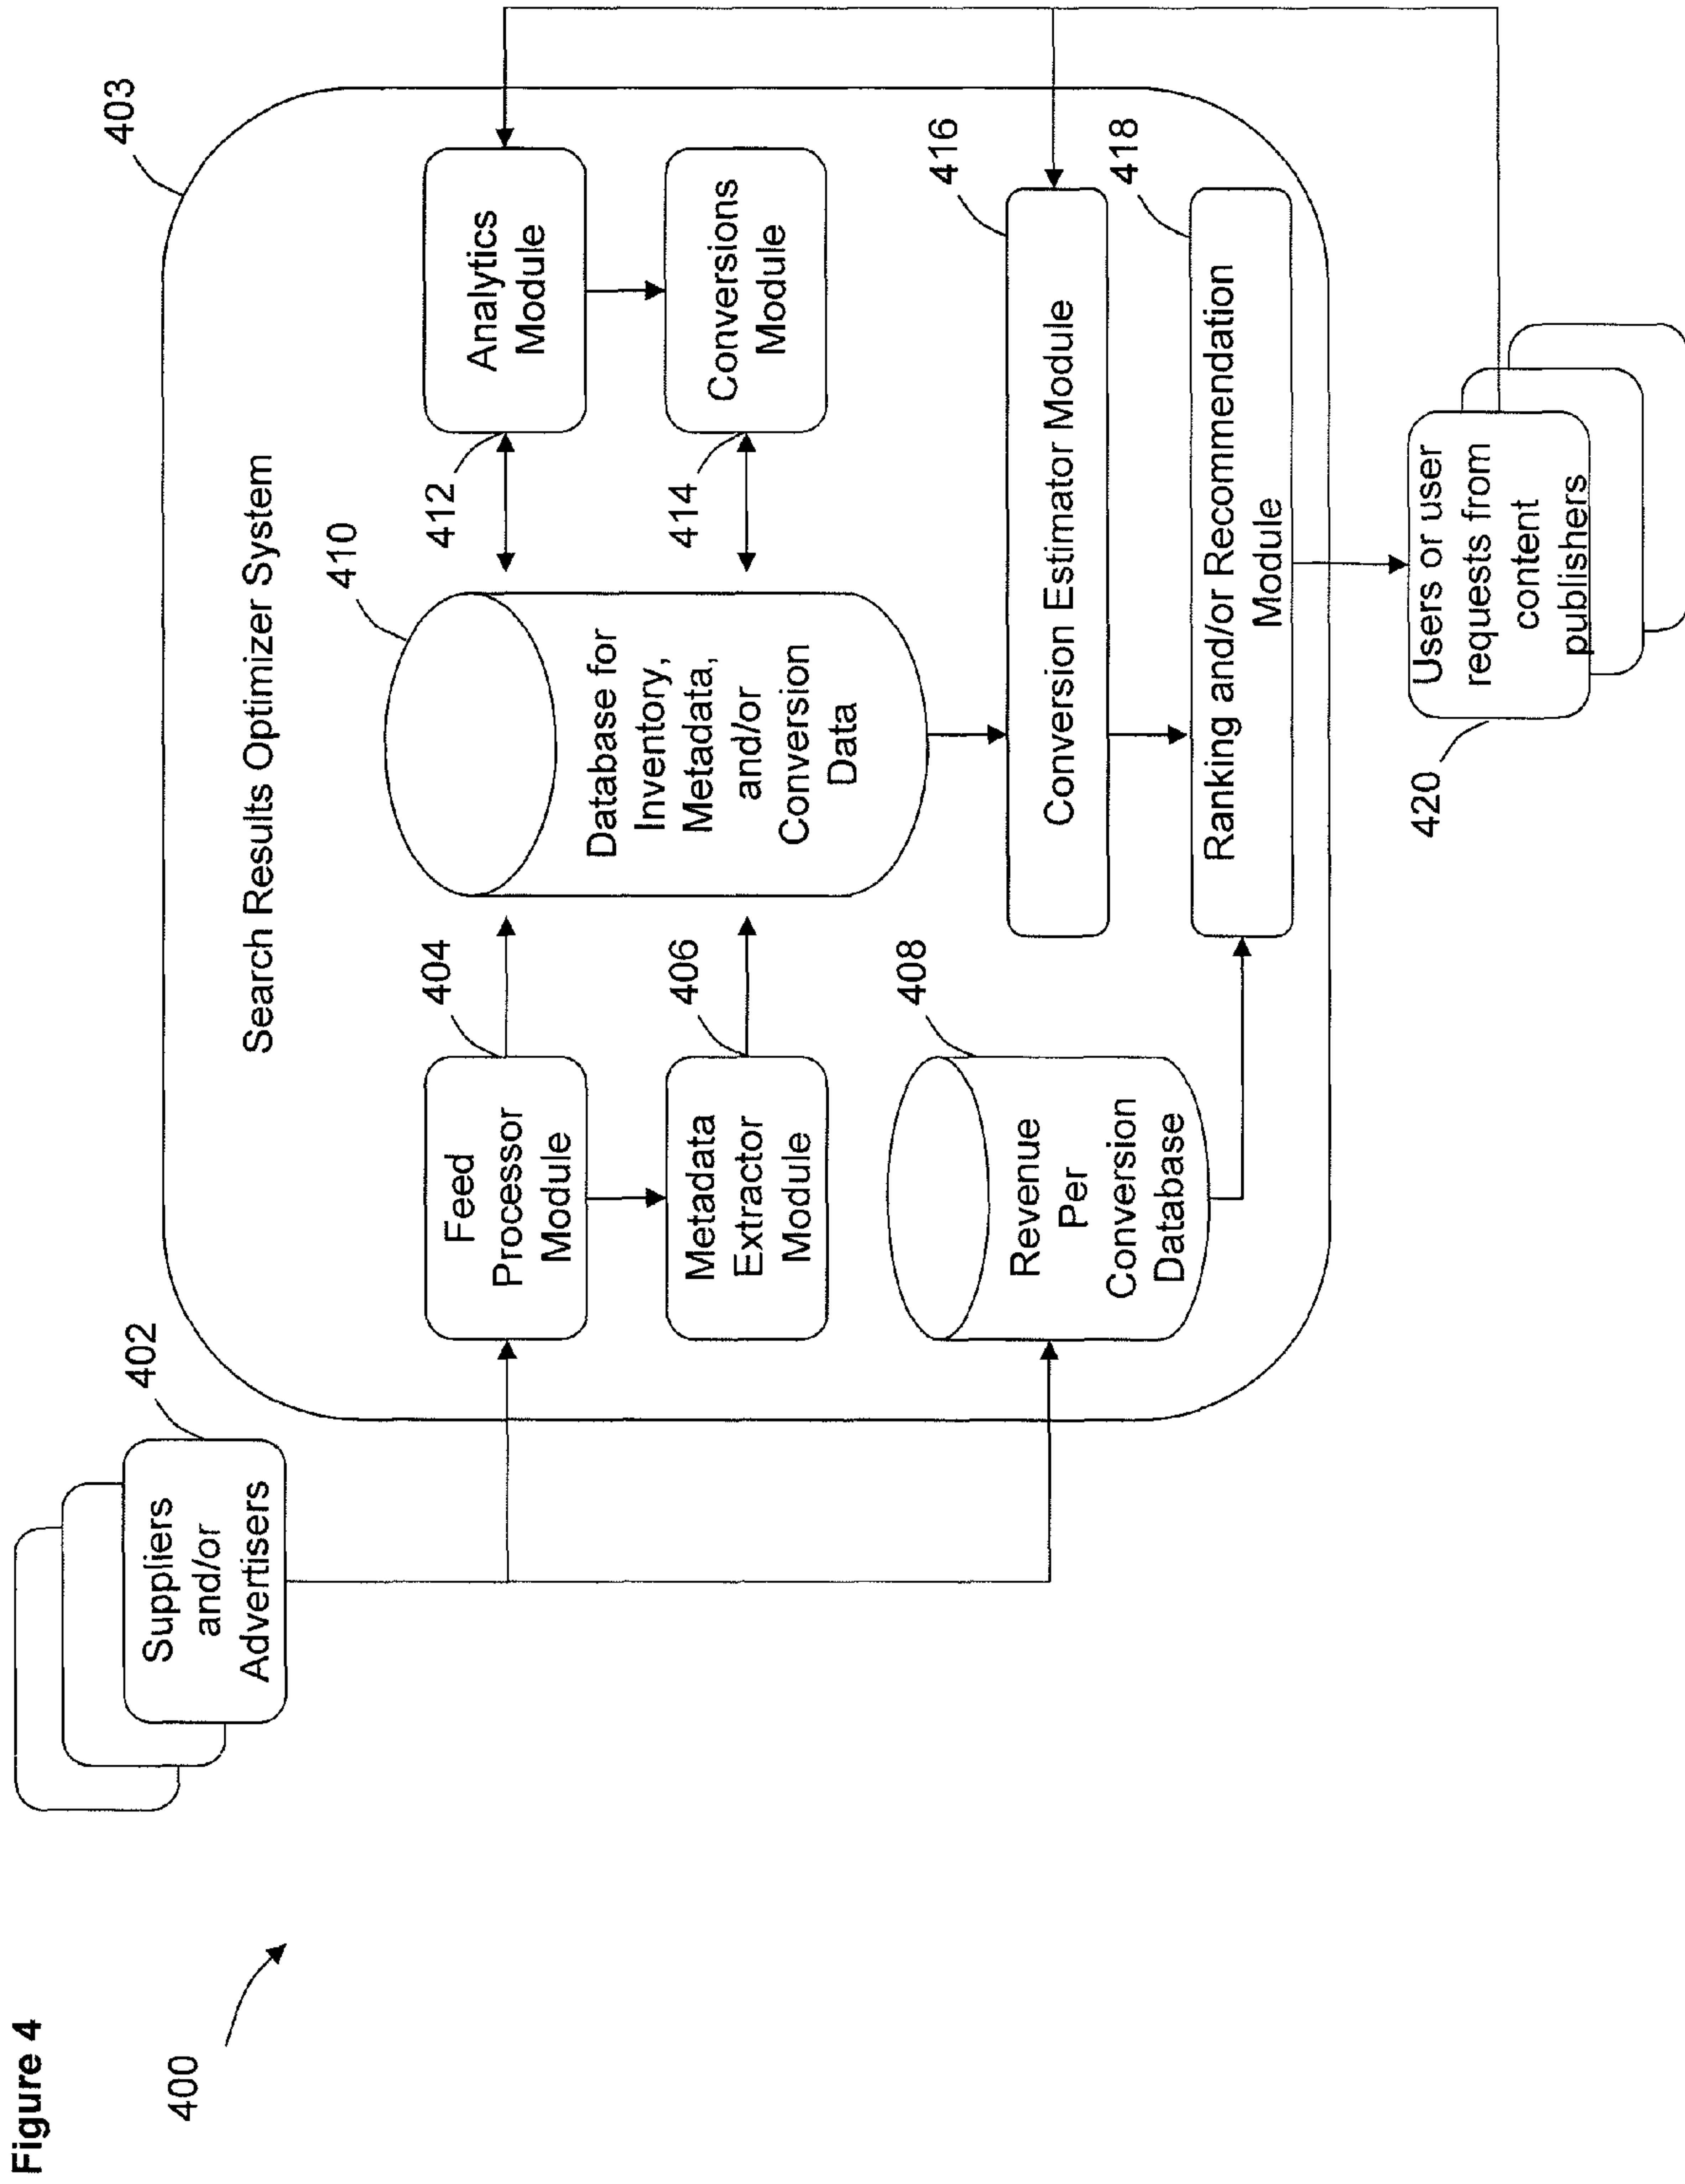 Figure 4
400
402
Suppliers
and/or
Advertisers
403
Search Results Optimizer System
404
Feed
Processor
Module
406
Metadata
Extractor
Module
408
Revenue
Per
Conversion
Database
410
Database for
Inventory,
Metadata,
and/or
Conversion
Data
412
Analytics
Module
414
Conversions
Module
416
Conversion Estimator Module
418
Ranking and/or Recommendation
Module
420
Users or user
requests from
content
publishers